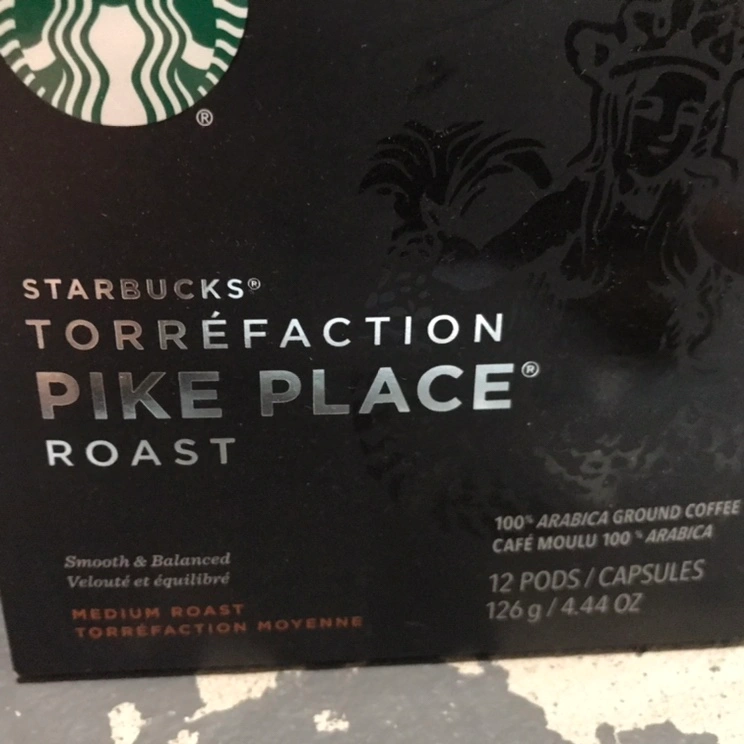 ®
STARBUCKS®
TORRÉFACTION
PIKE PLACE®
ROAST
Smooth & Balanced
Velouté et équilibré
MEDIUM ROAST
TORRÉFACTION MOYENNE
100% ARABICA GROUND COFFEE
CAFÉ MOULU 100 % ARABICA
12 PODS / CAPSULES
126 g / 4.44 OZ